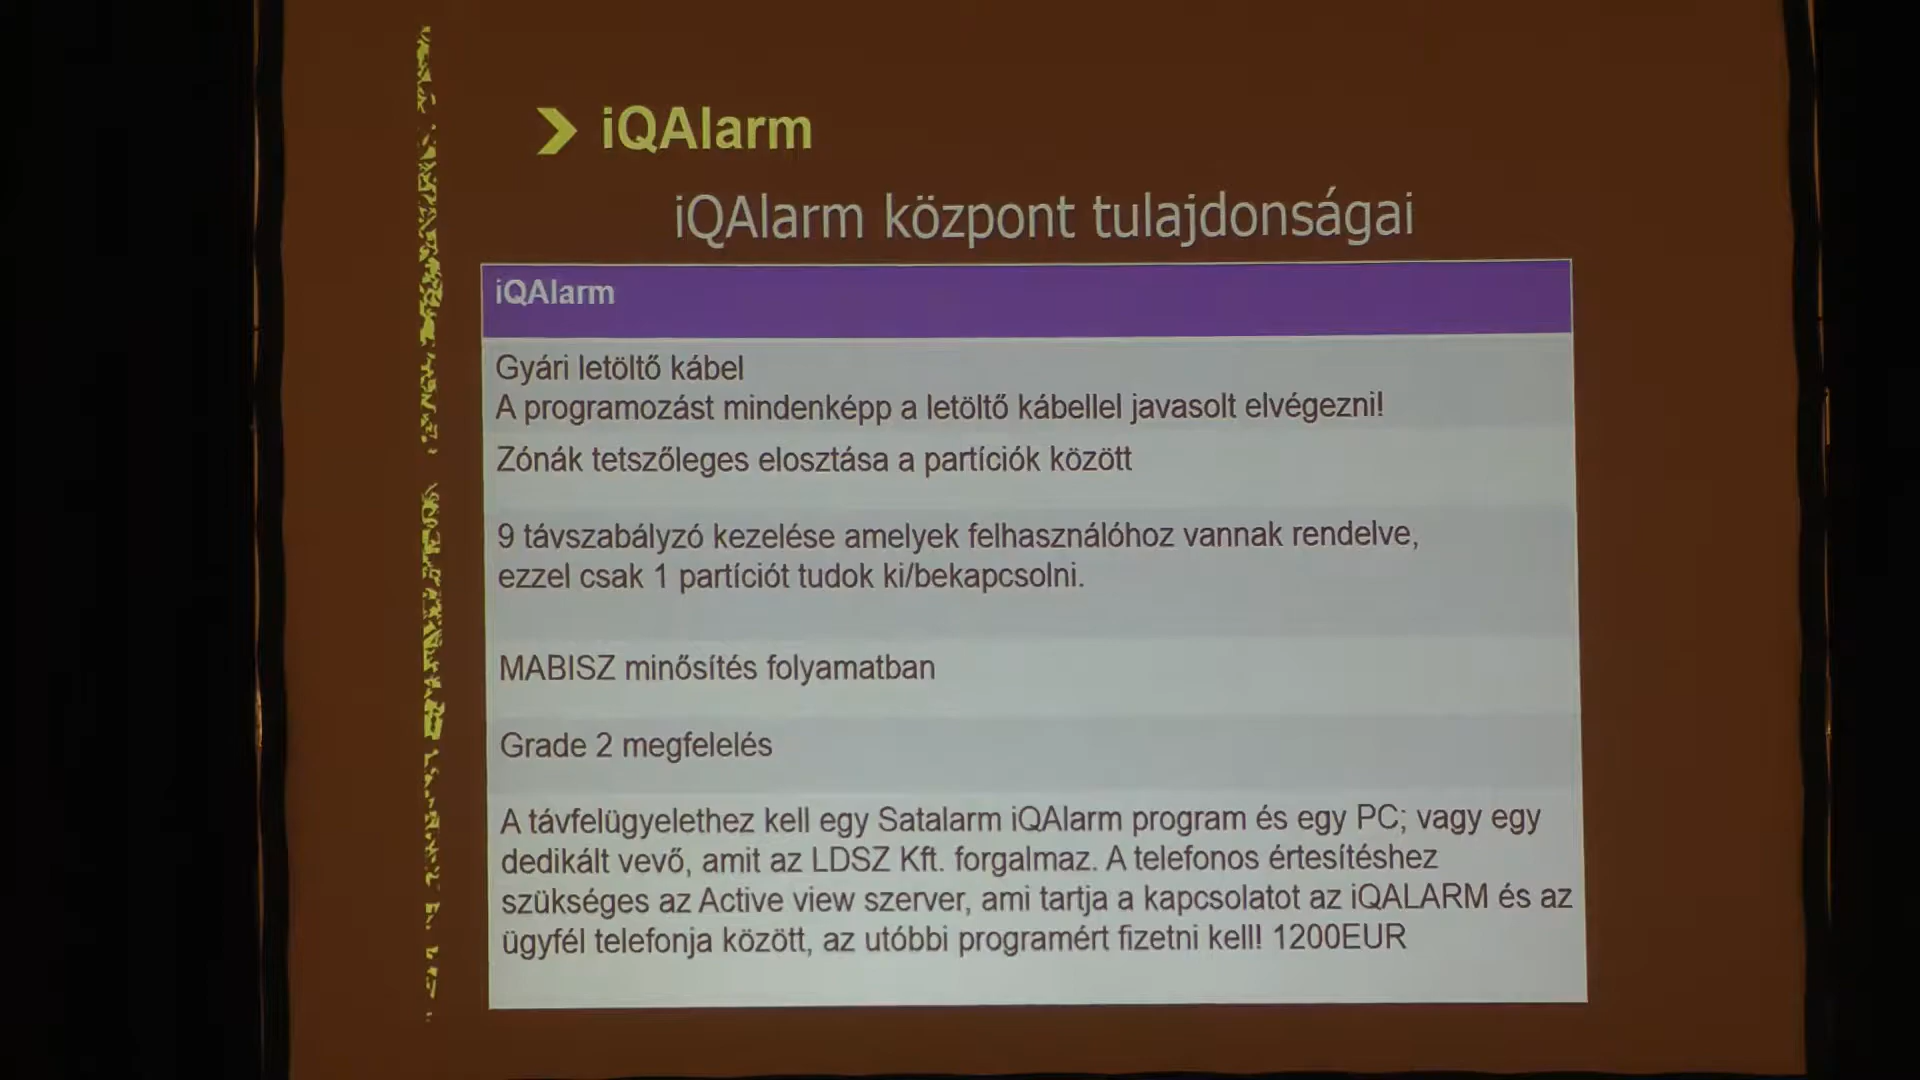 iQAlarm
iQAlarm központ tulajdonságai
iQAlarm
Gyári letöltő kábel
A programozást mindenképp a letöltő kábellel javasolt elvégezni!
Zónák tetszőleges elosztása a partíciók között
9 távszabályzó kezelése amelyek felhasználóhoz vannak rendelve,
ezzel csak 1 partíciót tudok ki/bekapcsolni.
MABISZ minősítés folyamatban
Grade 2 megfelelés
A távfelügyelethez kell egy Satalarm iQAlarm program és egy PC; vagy egy
dedikált vevő, amit az LDSZ Kft. forgalmaz. A telefonos értesítéshez
szükséges az Active view szerver, ami tartja a kapcsolatot az iQALARM és az
ügyfél telefonja között, az utóbbi programért fizetni kell! 1200EUR